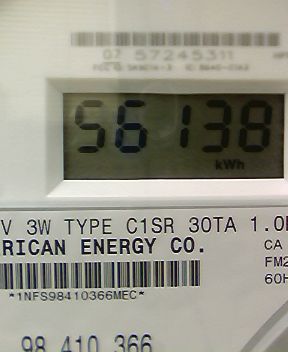 07 57245311
56138
kWh
V 3W TYPE C1SR 30TA 1.0
RICAN ENERGY CO.
CA
FM2
60H
*1NFS98410366MEC*
98 410 366